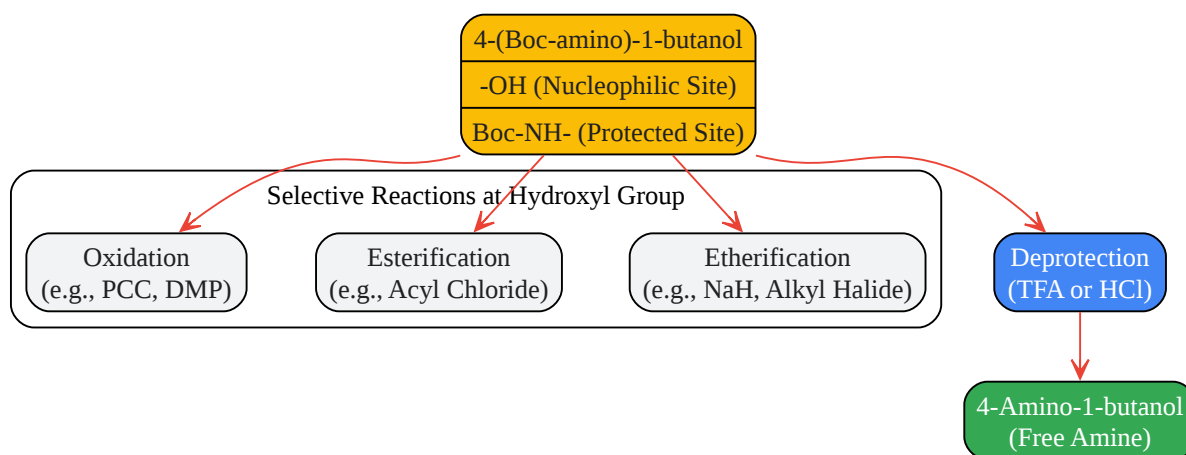 4-(Boc-amino)-1-butanol
-OH (Nucleophilic Site)
Boc-NH- (Protected Site)
Selective Reactions at Hydroxyl Group
Oxidation
(e.g., PCC, DMP)
Esterification
(e.g., Acyl Chloride)
Etherification
(e.g., NaH, Alkyl Halide)
Deprotection
(TFA or HCl)
4-Amino-1-butanol
(Free Amine)